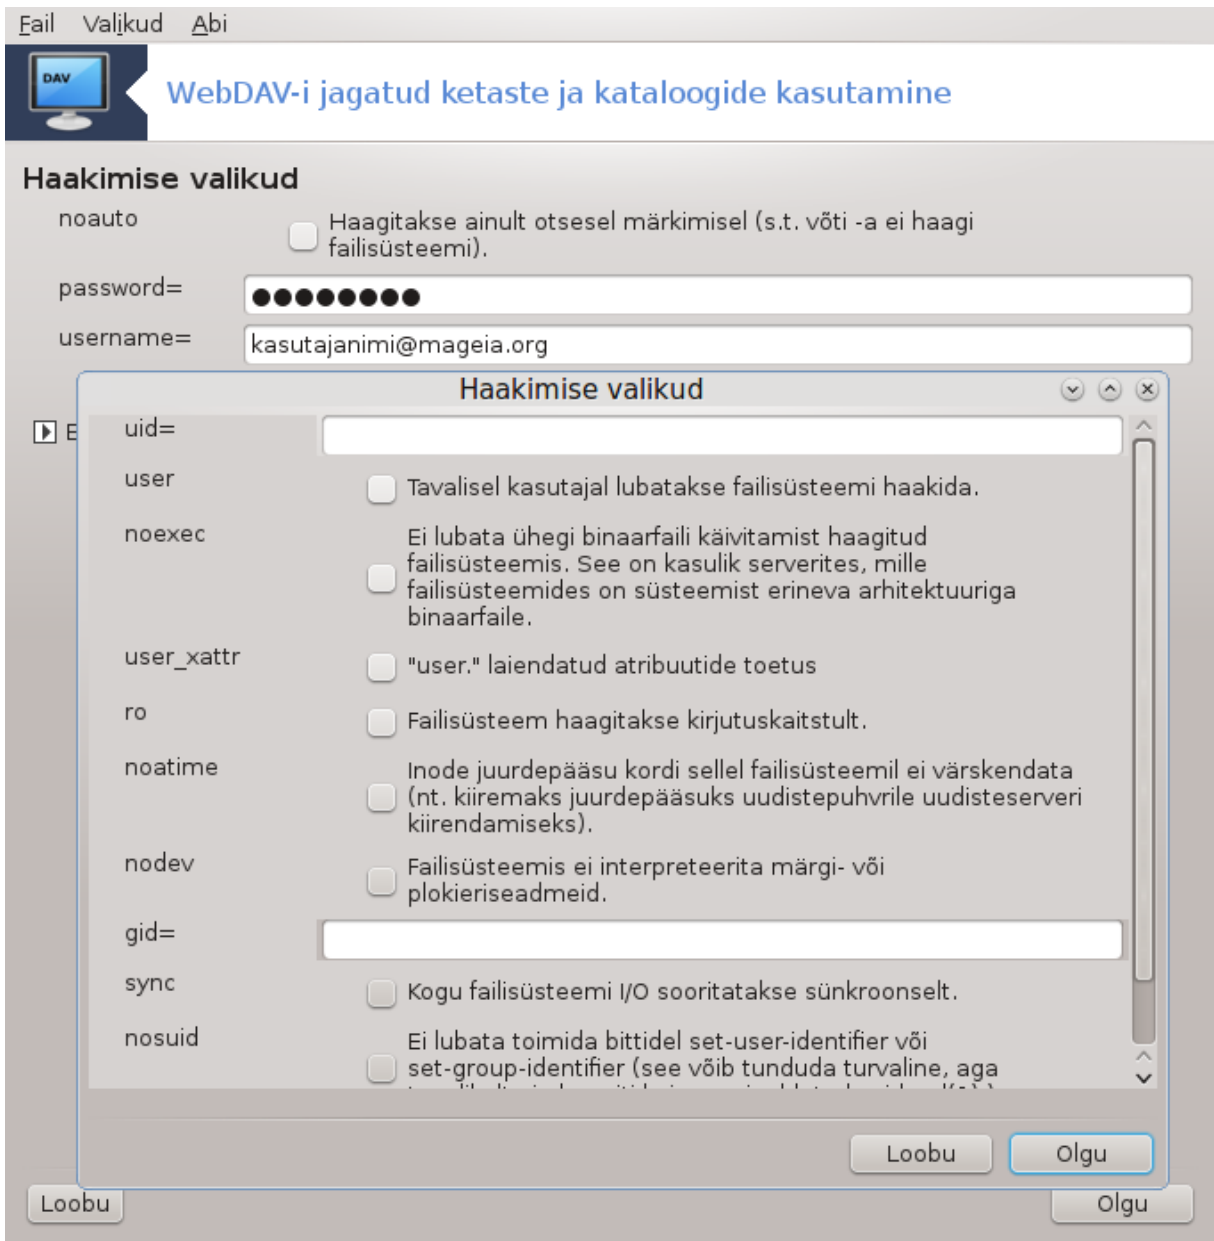 Fail Valikud Abi
DAV
WebDAV-i jagatud ketaste ja kataloogide kasutamine
Haakimise valikud
noauto
Haagitakse ainult otsesel märkimisel (s.t. võti -a ei haagi
failisüsteemi).
password=
●●●●●●●●
username=
kasutajanimi@mageia.org
Haakimise valikud
E
uid=
user
Tavalisel kasutajal lubatakse failisüsteemi haakida.
noexec
Ei lubata ühegi binaarfaili käivitamist haagitud
failisüsteemis. See on kasulik serverites, mille
failisüsteemides on süsteemist erineva arhitektuuriga
binaarfaile.
user_xattr
"user." laiendatud atribuutide toetus
ro
Failisüsteem haagitakse kirjutuskaitstult.
noatime
Inode juurdepääsu kordi sellel failisüsteemil ei värskendata
(nt. kiiremaks juurdepääsuks uudistepuhvrile uudisteserveri
kiirendamiseks).
nodev
Failisüsteemis ei interpreteerita märgi- või
plokieriseadmeid.
gid=
sync
Kogu failisüsteemi I/O sooritatakse sünkroonselt.
nosuid
Ei lubata toimida bittidel set-user-identifier või
set-group-identifier (see võib tunduda turvaline, aga
Loobu Olgu
Loobu Olgu